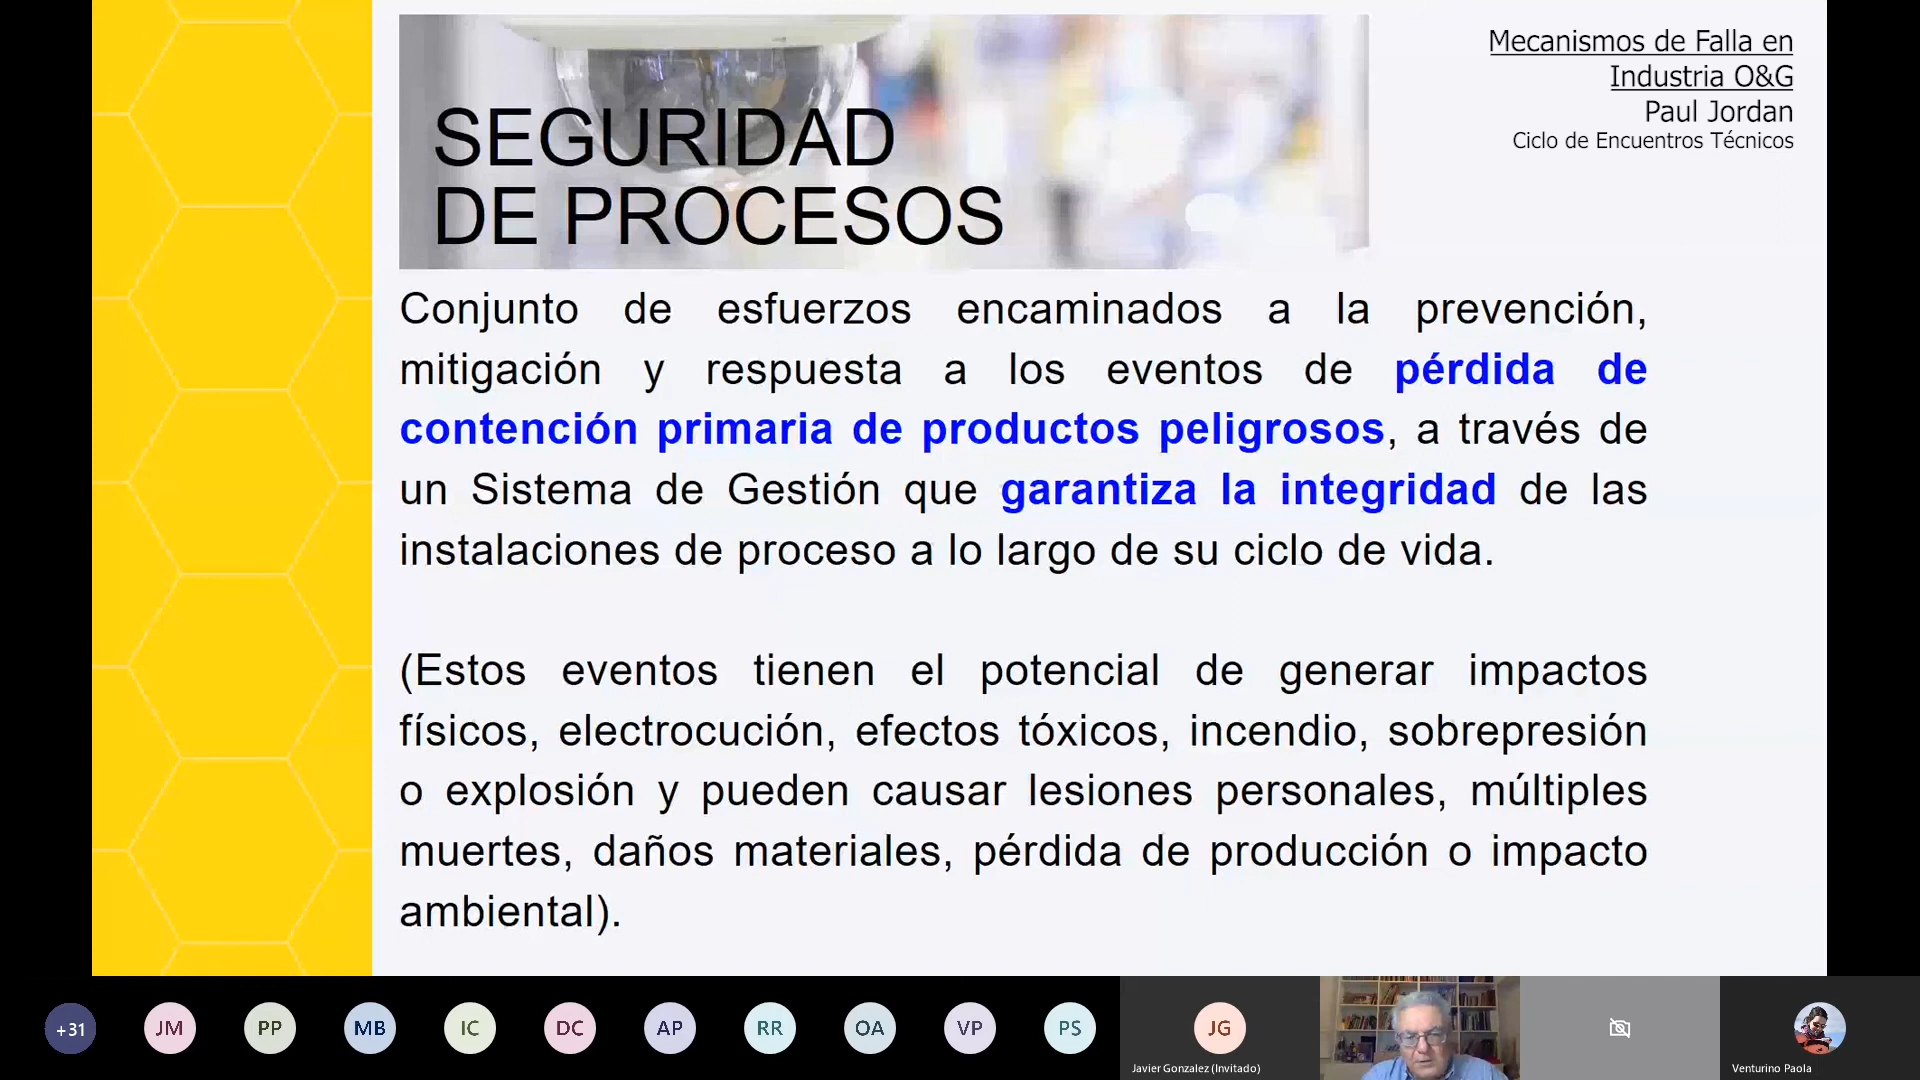 Mecanismos de Falla en
Industria O&G
Paul Jordan
Ciclo de Encuentros Técnicos
SEGURIDAD
DE PROCESOS
Conjunto de esfuerzos encaminados a la prevención,
mitigación y respuesta a los eventos de pérdida de
contención primaria de productos peligrosos, a través de
un Sistema de Gestión que garantiza la integridad de las
instalaciones de proceso a lo largo de su ciclo de vida.
(Estos eventos tienen el potencial de generar impactos
físicos, electrocución, efectos tóxicos, incendio, sobrepresión
o explosión y pueden causar lesiones personales, múltiples
muertes, daños materiales, pérdida de producción o impacto
ambiental).
+31 JM PP MB IC DC AP RR OA VP PS JG
Javier Gonzalez (Invitado)
Venturino Paola